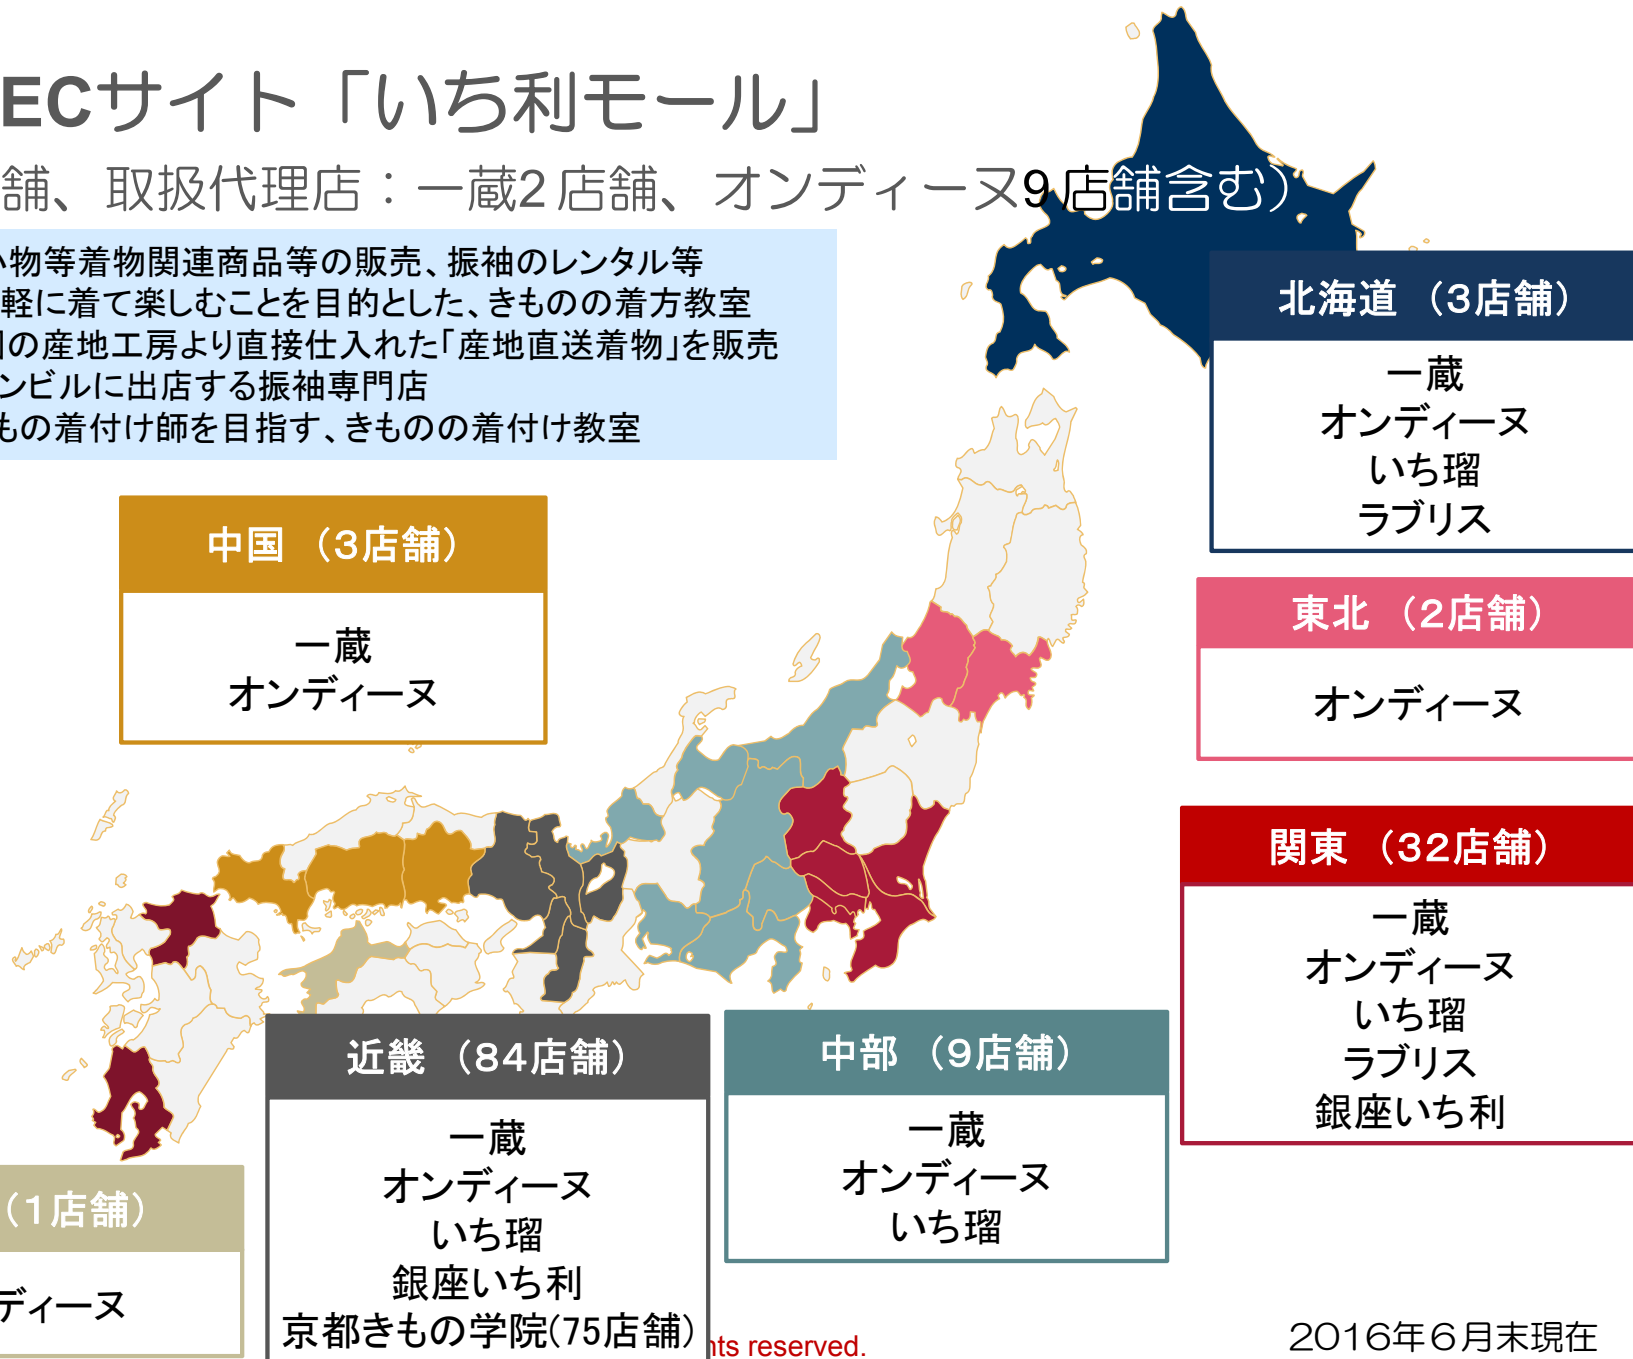 ECサイト「いち利モール」
舗、取扱代理店：一蔵2店舗、オンディーヌ9店舗含む）
小物等着物関連商品等の販売、振袖のレンタル等
軽に着て楽しむことを目的とした、きものの着方教室
の産地工房より直接仕入れた「産地直送着物」を販売
ンビルに出店する振袖専門店
もの着付け師を目指す、きものの着付け教室
北海道 （3店舗）
一蔵
オンディーヌ
いち瑠
ラブリス
中国 （3店舗）
一蔵
オンディーヌ
東北 （2店舗）
オンディーヌ
関東 （32店舗）
一蔵
オンディーヌ
いち瑠
ラブリス
銀座いち利
近畿 （84店舗）
一蔵
オンディーヌ
いち瑠
銀座いち利
京都きもの学院(75店舗)
中部 （9店舗）
一蔵
オンディーヌ
いち瑠
（1店舗）
ディーヌ
hts reserved.
2016年6月末現在